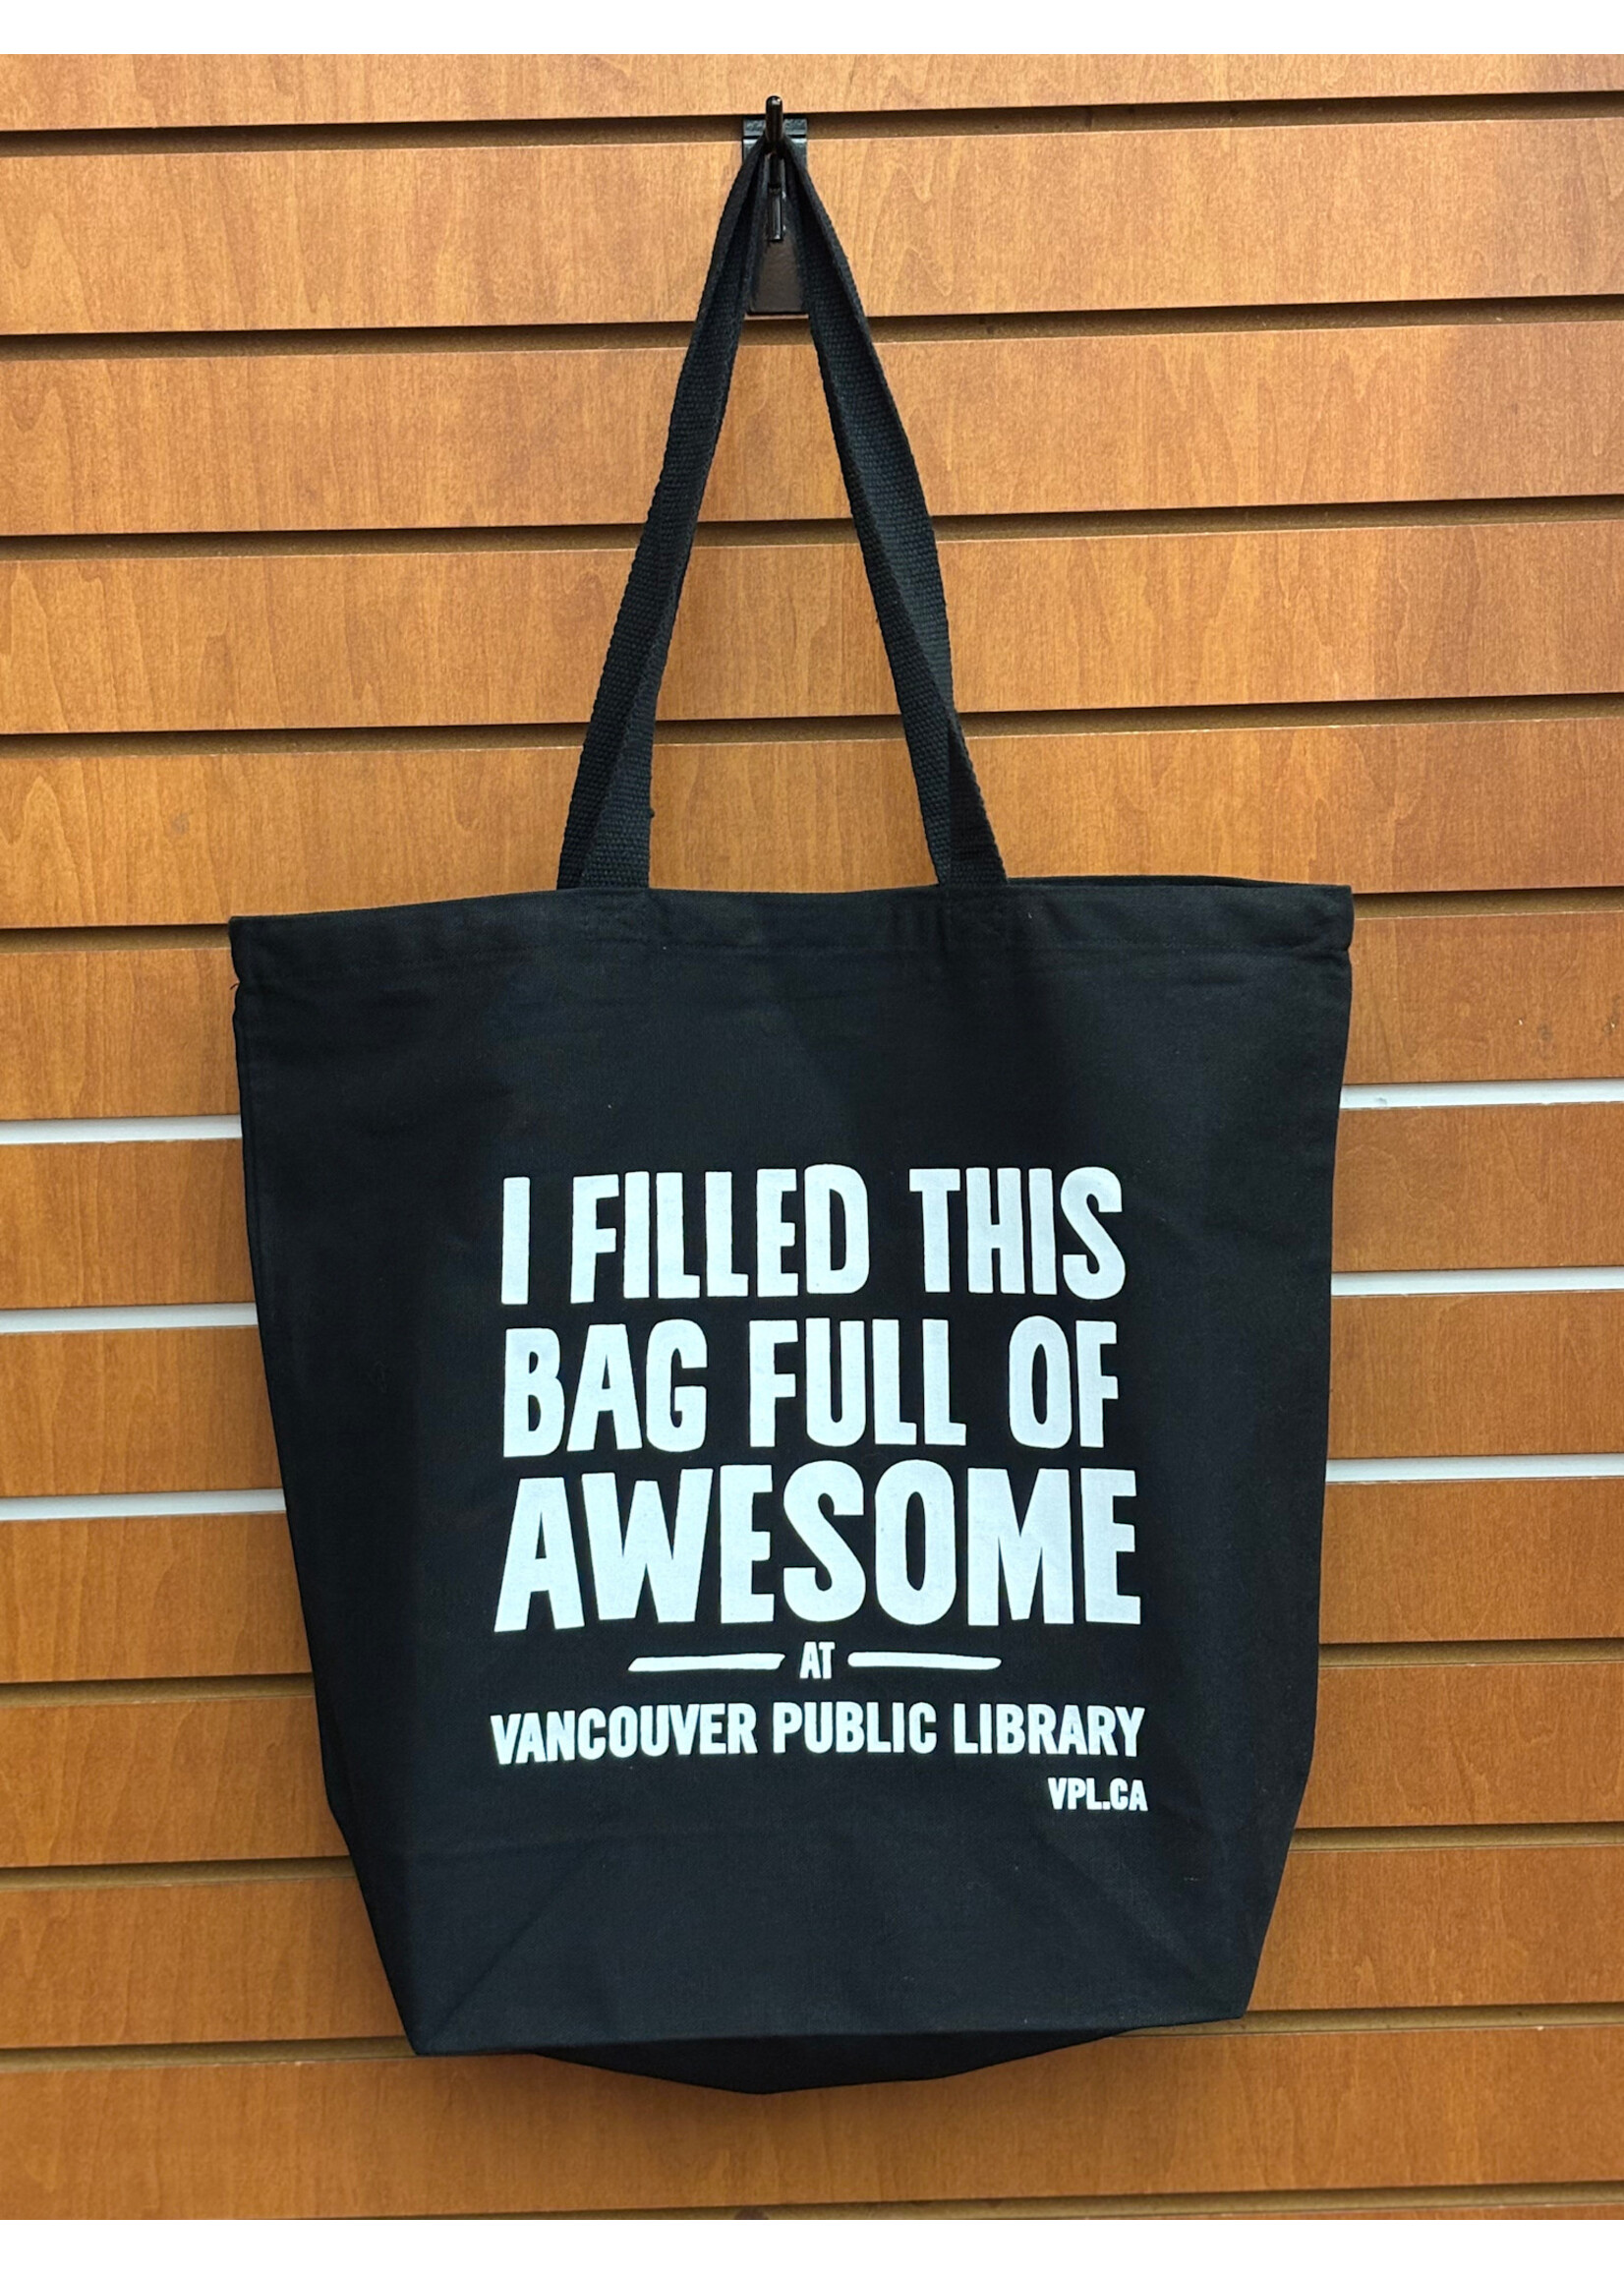 I FILLED THIS
BAG FULL OF
AWESOME
AT
VANCOUVER PUBLIC LIBRARY
VPL.CA